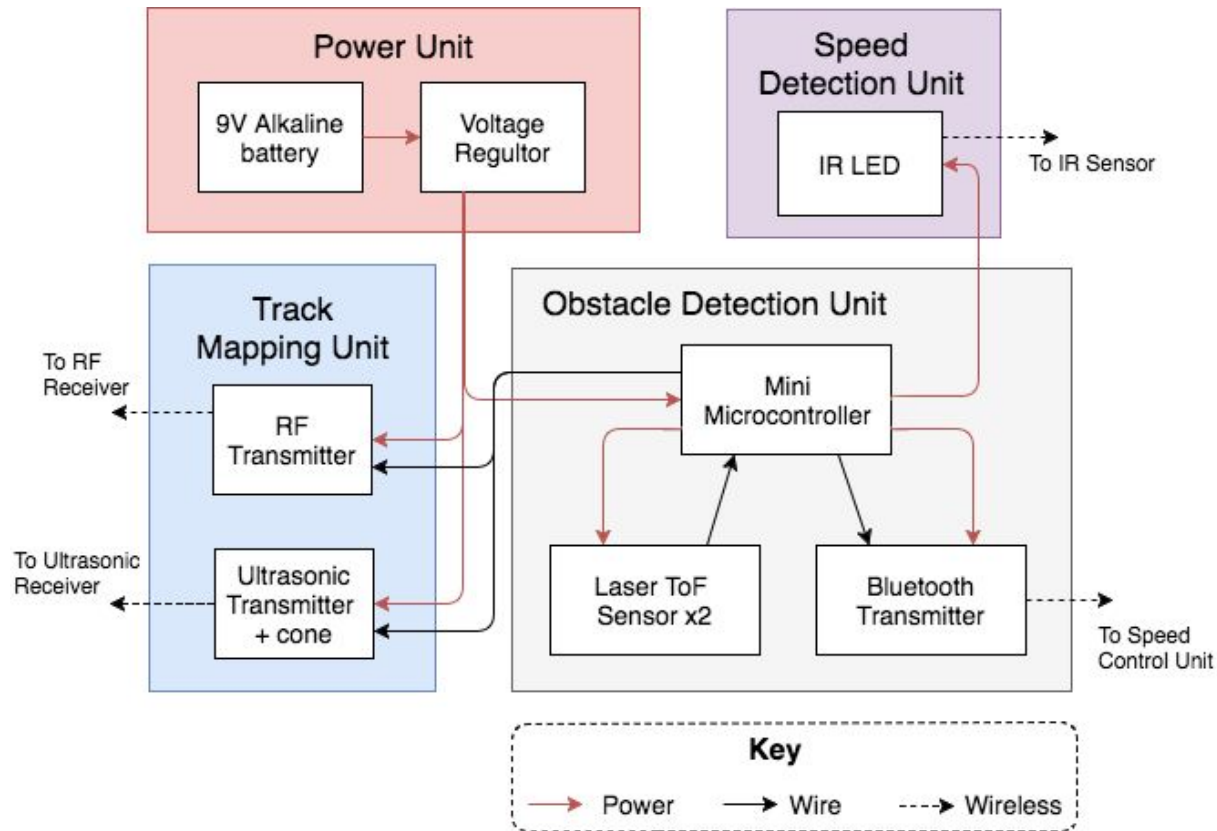 Power Unit
9V Alkaline
battery
Voltage
Regultor
Speed
Detection Unit
IR LED
To IR Sensor
Track
Mapping Unit
To RF
Receiver
RF
Transmitter
To Ultrasonic
Receiver
Ultrasonic
Transmitter
+ cone
Obstacle Detection Unit
Mini
Microcontroller
Laser ToF
Sensor x2
Bluetooth
Transmitter
To Speed
Control Unit
Key
Power
Wire
Wireless